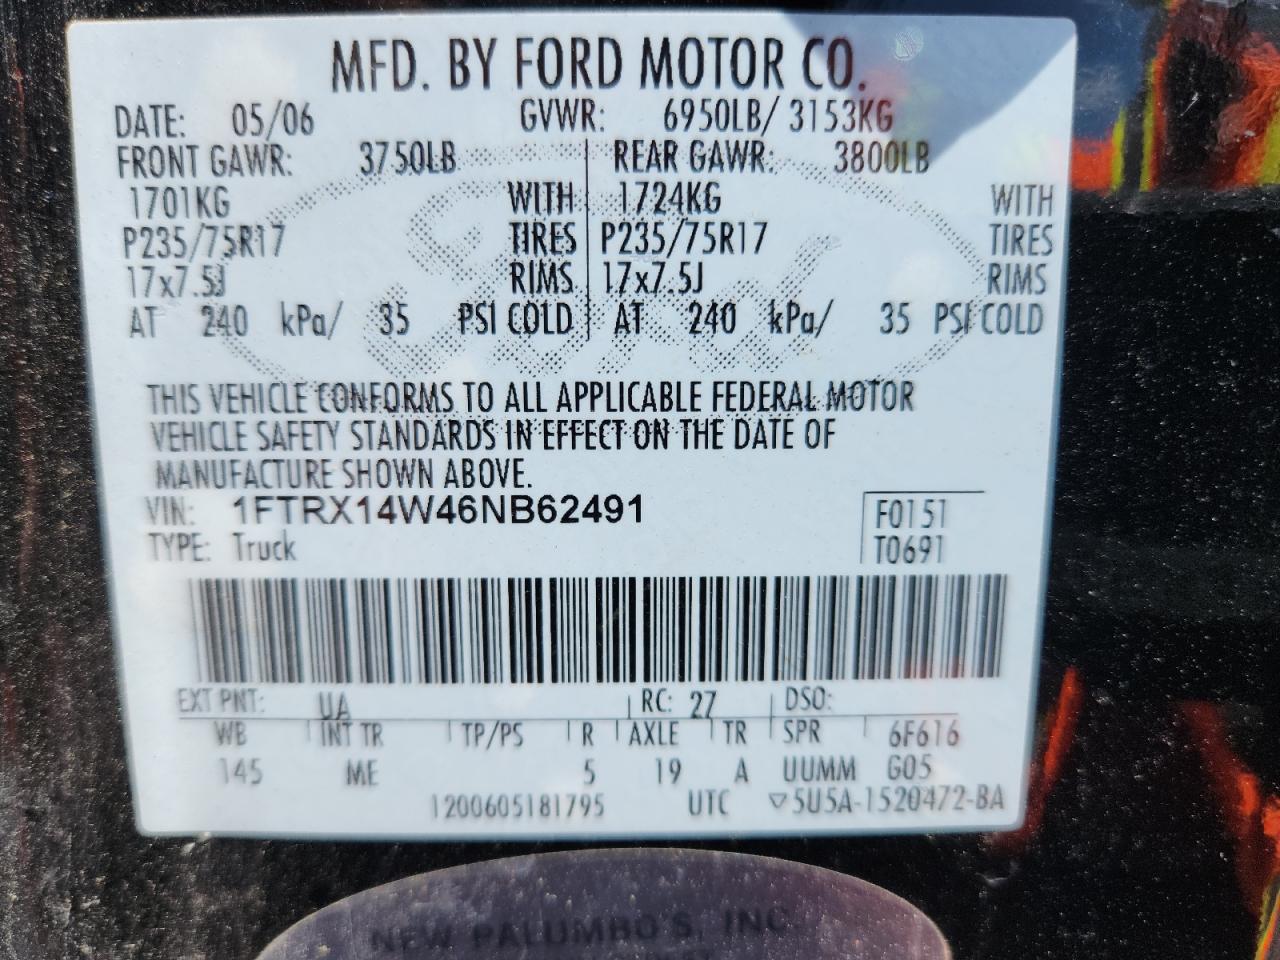 MFD. BY FORD MOTOR CO.
DATE: 05/06 GVWR: 6950LB/ 3153KG
FRONT GAWR: 3750LB REAR GAWR: 3800LB
1701KG WITH 1724KG WITH
P235/75R17 TIRES P235/75R17 TIRES
17x7.5J RIMS 17x7.5J RIMS
AT 240 kPa/ 35 PSI COLD AT 240 kPa/ 35 PSI COLD
THIS VEHICLE CONFORMS TO ALL APPLICABLE FEDERAL MOTOR
VEHICLE SAFETY STANDARDS IN EFFECT ON THE DATE OF
MANUFACTURE SHOWN ABOVE.
VIN: 1FTRX14W46NB62491 F0151
TYPE: Truck T0691
EXT PNT: UA RC: 27 DSO:
WB INT TR TP/PS R AXLE TR SPR 6F616
145 ME 5 19 A UUMM G05
1200605181795 UTC ▽5U5A-1520472-BA
NEW PALUMBO'S, INC